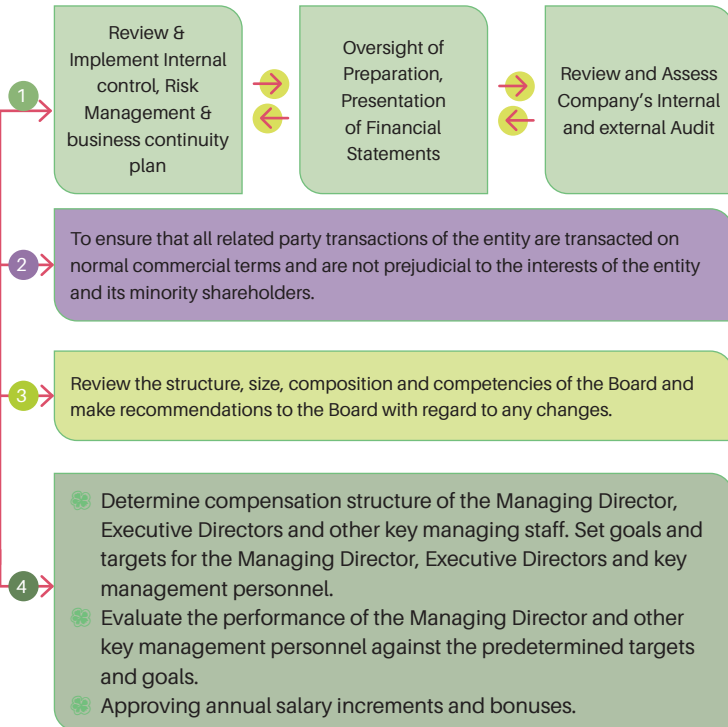 1
Review &
Implement Internal
control, Risk
Management &
business continuity
plan
Oversight of
Preparation,
Presentation
of Financial
Statements
Review and Assess
Company's Internal
and external Audit
2
To ensure that all related party transactions of the entity are transacted on
normal commercial terms and are not prejudicial to the interests of the entity
and its minority shareholders.
3
Review the structure, size, composition and competencies of the Board and
make recommendations to the Board with regard to any changes.
4
Determine compensation structure of the Managing Director,
Executive Directors and other key managing staff. Set goals and
targets for the Managing Director, Executive Directors and key
management personnel.
Evaluate the performance of the Managing Director and other
key management personnel against the predetermined targets
and goals.
Approving annual salary increments and bonuses.